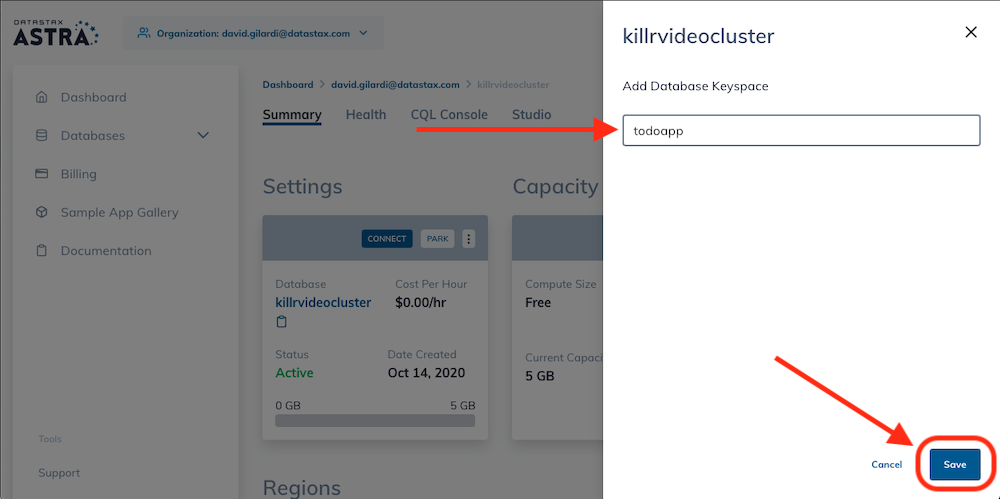 DATASTAX
ASTRA
Organization: david.gilardi@datastax.com
Dashboard
Databases
Billing
Sample App Gallery
Documentation
Tools
Support
Dashboard > david.gilardi@datastax.com > killrvideocluster
Summary Health CQL Console Studio
Settings
CONNECT PARK
Database Cost Per Hour
killrvideocluster $0.00/hr
Status Date Created
Active Oct 14, 2020
0 GB 5 GB
Capacity
Compute Size
Free
Current Capaci
5 GB
Regions
killrvideocluster
Add Database Keyspace
todoapp
Cancel Save